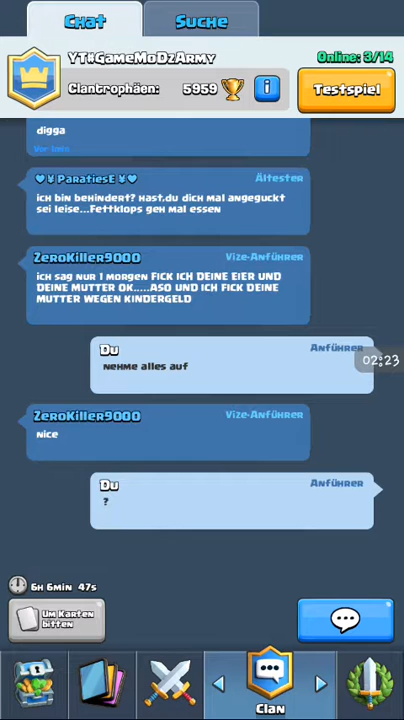 Chat
Suche
YT#GameMoDzArmy
Online: 3/14
Clantrophäen: 5959
i
Testspiel
digga
♥¥ ParatiesE ¥♥
Ältester
ich bin behindert? Hast,du dich mal angeguckt
sei leise...Fettklops geh mal essen
ZeroKiller9000
Vize-Anführer
ich sag nur 1 morgen FICK ICH DEINE EIER UND
DEINE MUTTER OK.....ASO UND ICH FICK DEINE
MUTTER WEGEN KINDERGELD
Du
Anführer
nehme alles auf
02:23
ZeroKiller9000
Vize-Anführer
nice
Du
Anführer
?
6h 6min 47s
Um Karten
bitten
Clan